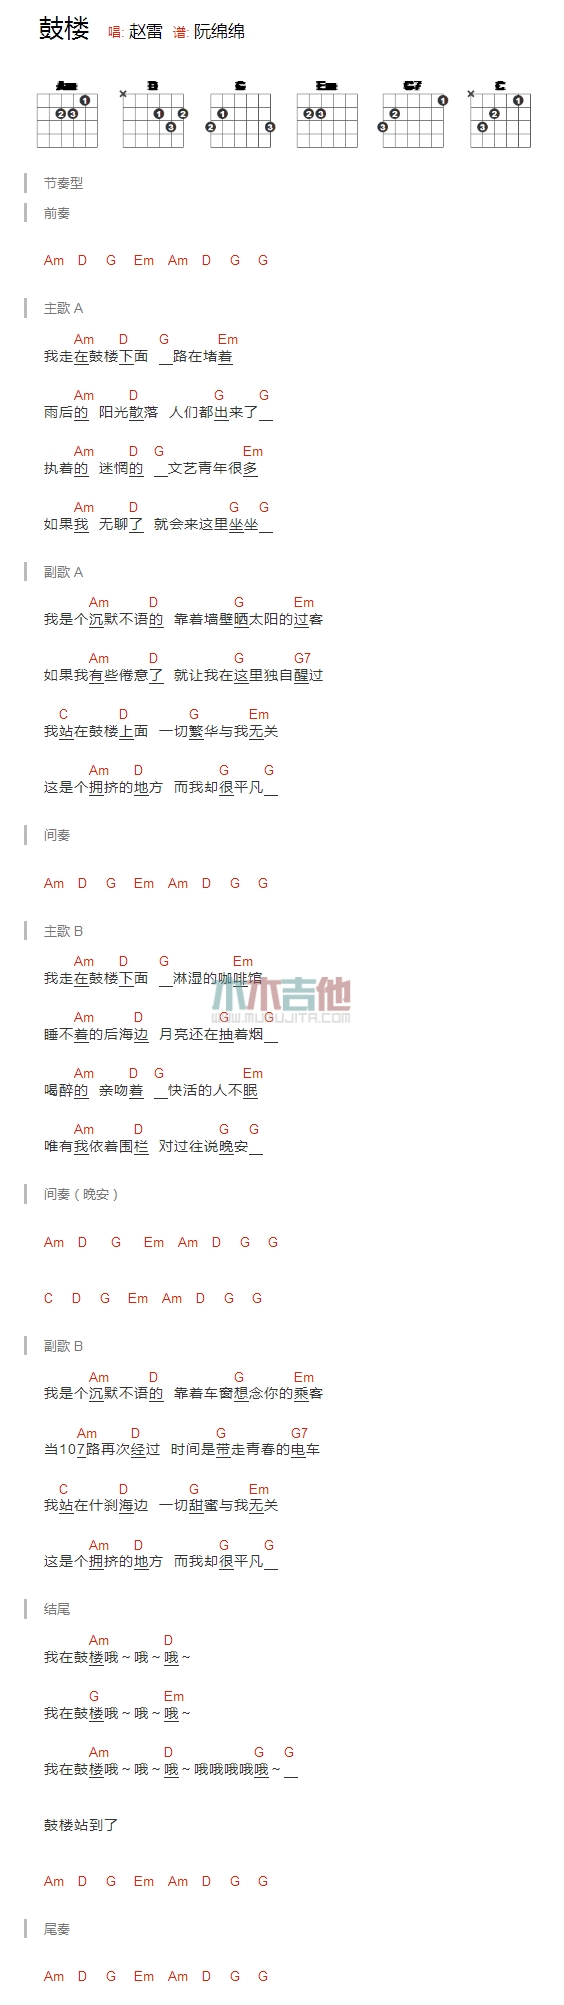 鼓楼 唱: 赵雷 谱: 阮绵绵
Am D G Em G7 C
节奏型
前奏
Am D G Em Am D G G
主歌 A
Am D G Em
我走在鼓楼下面 __路在堵着
Am D G G
雨后的 阳光散落 人们都出来了__
Am D G Em
执着的 迷惘的 __文艺青年很多
Am D G G
如果我 无聊了 就会来这里坐坐__
副歌 A
Am D G Em
我是个沉默不语的 靠着墙壁晒太阳的过客
Am D G G7
如果我有些倦意了 就让我在这里独自醒过
C D G Em
我站在鼓楼上面 一切繁华与我无关
Am D G G
这是个拥挤的地方 而我却很平凡__
间奏
Am D G Em Am D G G
主歌 B
Am D G Em
我走在鼓楼下面 __淋湿的咖啡馆
木木吉他
WWW.MUMUJITA.COM
Am D G G
睡不着的后海边 月亮还在抽着烟__
Am D G Em
喝醉的 亲吻着 __快活的人不眠
Am D G G
唯有我依着围栏 对过往说晚安__
间奏 ( 晚安 )
Am D G Em Am D G G
C D G Em Am D G G
副歌 B
Am D G Em
我是个沉默不语的 靠着车窗想念你的乘客
Am D G G7
当107路再次经过 时间是带走青春的电车
C D G Em
我站在什刹海边 一切甜蜜与我无关
Am D G G
这是个拥挤的地方 而我却很平凡__
结尾
Am D
我在鼓楼哦～哦～哦～
G Em
我在鼓楼哦～哦～哦～
Am D G G
我在鼓楼哦～哦～哦～哦哦哦哦哦～__
鼓楼站到了
Am D G Em Am D G G
尾奏
Am D G Em Am D G G